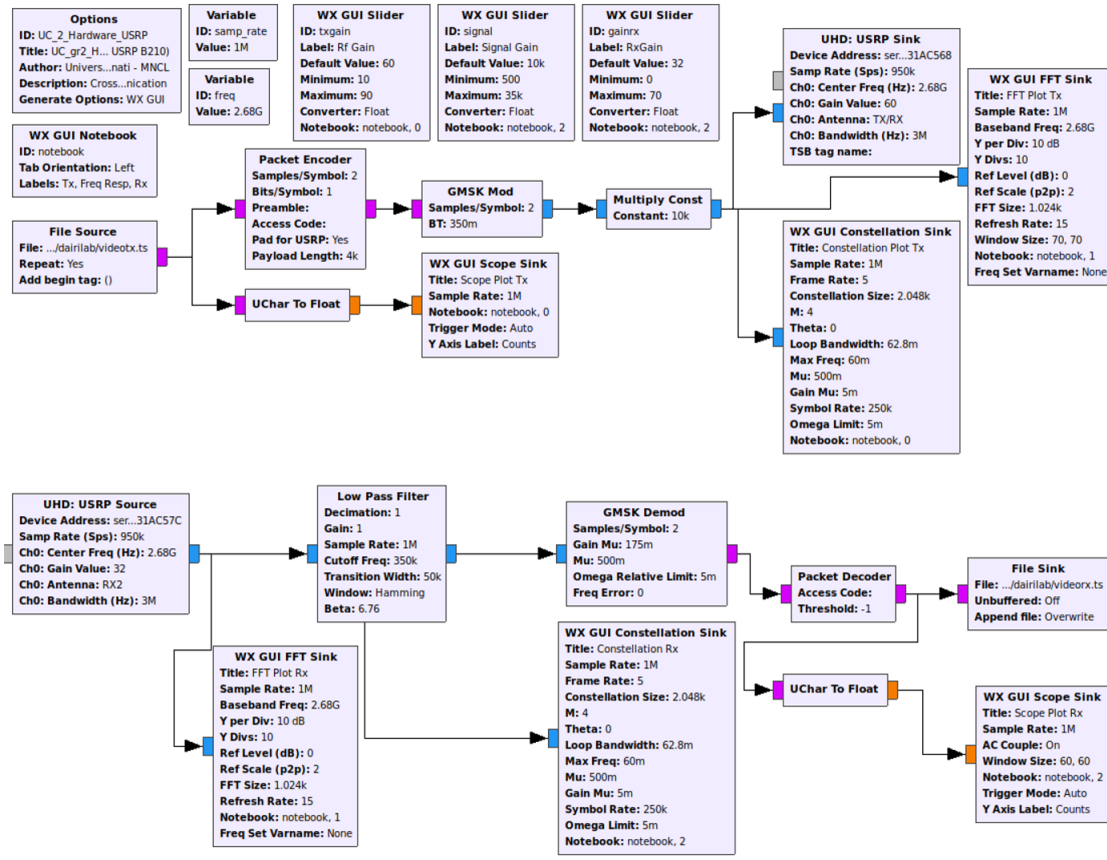 Options
ID: UC_2_Hardware_USRP
Title: UC_gr2_H... USRP B210)
Author: Univers...nati - MNCL
Description: Cross...nication
Generate Options: WX GUI
Variable
ID: samp_rate
Value: 1M
Variable
ID: freq
Value: 2.68G
WX GUI Slider
ID: txgain
Label: Rf Gain
Default Value: 60
Minimum: 10
Maximum: 90
Converter: Float
Notebook: notebook, 0
WX GUI Slider
ID: signal
Label: Signal Gain
Default Value: 10k
Minimum: 500
Maximum: 35k
Converter: Float
Notebook: notebook, 2
WX GUI Slider
ID: gainrx
Label: RxGain
Default Value: 32
Minimum: 0
Maximum: 70
Converter: Float
Notebook: notebook, 2
UHD: USRP Sink
Device Address: ser...31AC568
Samp Rate (Sps): 950k
Ch0: Center Freq (Hz): 2.68G
Ch0: Gain Value: 60
Ch0: Antenna: TX/RX
Ch0: Bandwidth (Hz): 3M
TSB tag name:
WX GUI FFT Sink
Title: FFT Plot Tx
Sample Rate: 1M
Baseband Freq: 2.68G
Y per Div: 10 dB
Y Divs: 10
Ref Level (dB): 0
Ref Scale (p2p): 2
FFT Size: 1.024k
Refresh Rate: 15
Window Size: 70, 70
Notebook: notebook, 1
Freq Set Varname: None
WX GUI Notebook
ID: notebook
Tab Orientation: Left
Labels: Tx, Freq Resp, Rx
Packet Encoder
Samples/Symbol: 2
Bits/Symbol: 1
Preamble:
Access Code:
Pad for USRP: Yes
Payload Length: 4k
GMSK Mod
Samples/Symbol: 2
BT: 350m
Multiply Const
Constant: 10k
File Source
File: .../dairilab/videotx.ts
Repeat: Yes
Add begin tag: ()
UChar To Float
WX GUI Scope Sink
Title: Scope Plot Tx
Sample Rate: 1M
Notebook: notebook, 0
Trigger Mode: Auto
Y Axis Label: Counts
WX GUI Constellation Sink
Title: Constellation Plot Tx
Sample Rate: 1M
Frame Rate: 5
Constellation Size: 2.048k
M: 4
Theta: 0
Loop Bandwidth: 62.8m
Max Freq: 60m
Mu: 500m
Gain Mu: 5m
Symbol Rate: 250k
Omega Limit: 5m
Notebook: notebook, 0
UHD: USRP Source
Device Address: ser...31AC57C
Samp Rate (Sps): 950k
Ch0: Center Freq (Hz): 2.68G
Ch0: Gain Value: 32
Ch0: Antenna: RX2
Ch0: Bandwidth (Hz): 3M
Low Pass Filter
Decimation: 1
Gain: 1
Sample Rate: 1M
Cutoff Freq: 350k
Transition Width: 50k
Window: Hamming
Beta: 6.76
GMSK Demod
Samples/Symbol: 2
Gain Mu: 175m
Mu: 500m
Omega Relative Limit: 5m
Freq Error: 0
Packet Decoder
Access Code:
Threshold: -1
File Sink
File: .../dairilab/videorx.ts
Unbuffered: Off
Append file: Overwrite
WX GUI FFT Sink
Title: FFT Plot Rx
Sample Rate: 1M
Baseband Freq: 2.68G
Y per Div: 10 dB
Y Divs: 10
Ref Level (dB): 0
Ref Scale (p2p): 2
FFT Size: 1.024k
Refresh Rate: 15
Notebook: notebook, 1
Freq Set Varname: None
WX GUI Constellation Sink
Title: Constellation Rx
Sample Rate: 1M
Frame Rate: 5
Constellation Size: 2.048k
M: 4
Theta: 0
Loop Bandwidth: 62.8m
Max Freq: 60m
Mu: 500m
Gain Mu: 5m
Symbol Rate: 250k
Omega Limit: 5m
Notebook: notebook, 2
UChar To Float
WX GUI Scope Sink
Title: Scope Plot Rx
Sample Rate: 1M
AC Couple: On
Window Size: 60, 60
Notebook: notebook, 2
Trigger Mode: Auto
Y Axis Label: Counts